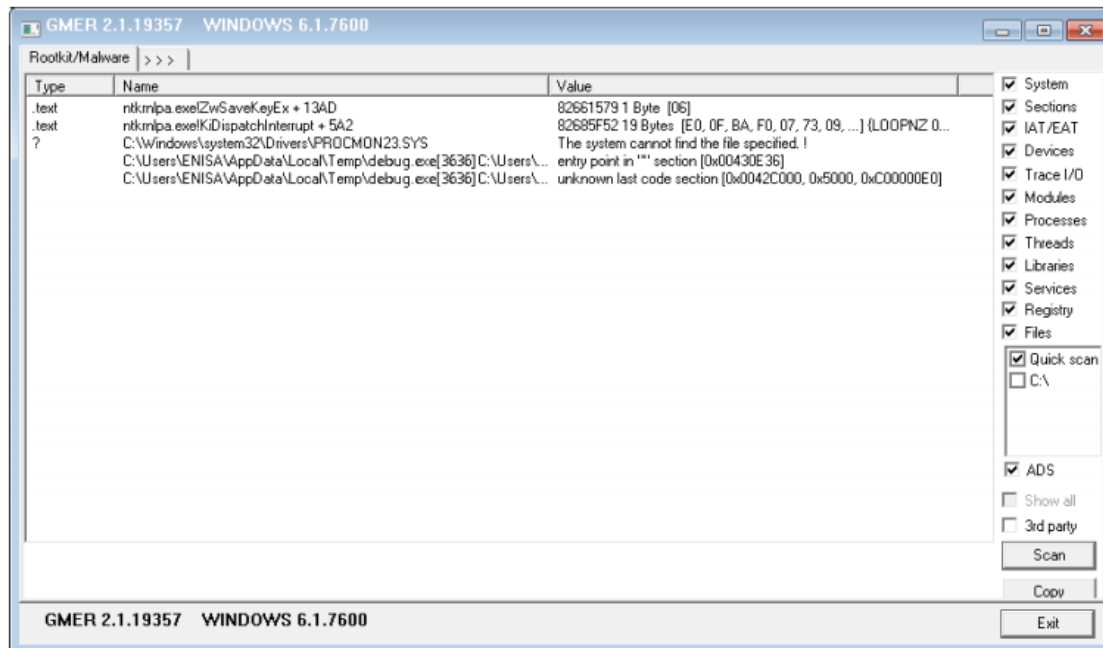 GMER 2.1.19357 WINDOWS 6.1.7600
Rootkit/Malware > > >
Type Name Value
.text ntkrnlpa.exe!ZwSaveKeyEx + 13AD 82661579 1 Byte [06]
.text ntkrnlpa.exe!KiDispatchInterrupt + 5A2 82685F52 19 Bytes [E0, 0F, BA, F0, 07, 73, 09, ...] {LOOPNZ 0...
? C:\Windows\system32\Drivers\PROCMON23.SYS The system cannot find the file specified. !
C:\Users\ENISA\AppData\Local\Temp\debug.exe[3636] C:\Users\... entry point in "" section [0x00430E36]
C:\Users\ENISA\AppData\Local\Temp\debug.exe[3636] C:\Users\... unknown last code section [0x0042C000, 0x5000, 0xC00000E0]
System
Sections
IAT/EAT
Devices
Trace I/O
Modules
Processes
Threads
Libraries
Services
Registry
Files
Quick scan
C:\
ADS
Show all
3rd party
Scan
Copy
GMER 2.1.19357 WINDOWS 6.1.7600
Exit